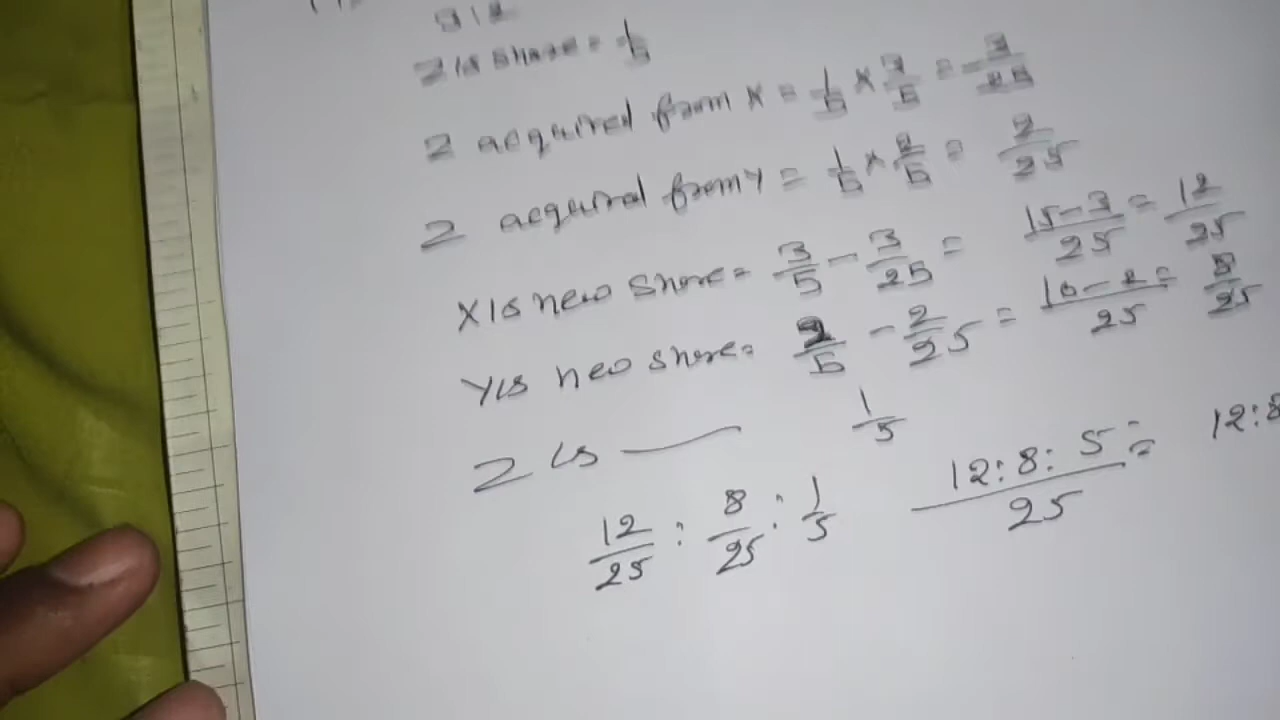 Z's share = 1/5
Z acquired from X = 1/5 × 3/5 = 3/25
Z acquired from Y = 1/5 × 2/5 = 2/25
X's new share = 3/5 - 3/25 = 15-3/25 = 12/25
Y's new share = 2/5 - 2/25 = 10-2/25 = 8/25
Z's — 1/5
12/25 : 8/25 : 1/5 12:8:5/25 = 12:8